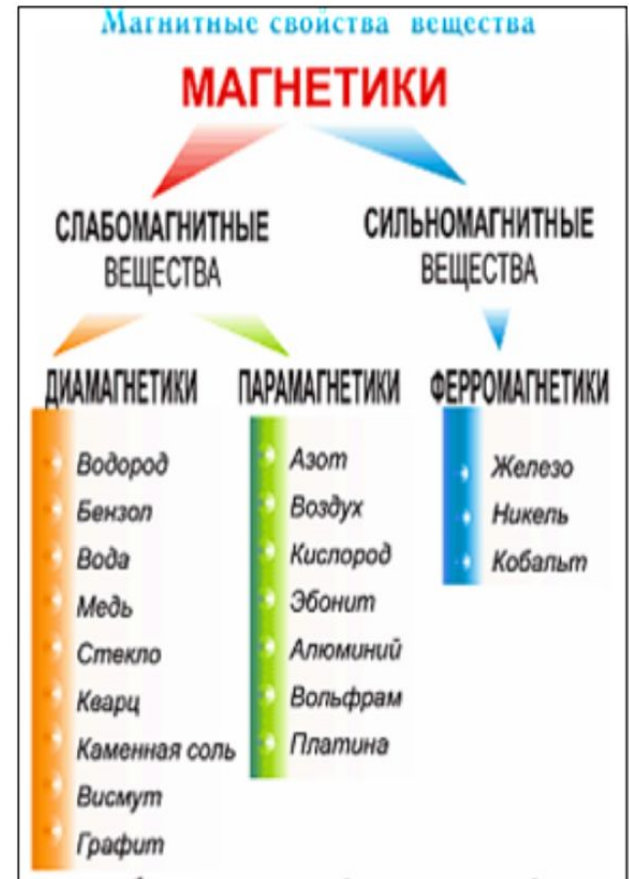 Магнитные свойства вещества
МАГНЕТИКИ
СЛАБОМАГНИТНЫЕ
ВЕЩЕСТВА
СИЛЬНОМАГНИТНЫЕ
ВЕЩЕСТВА
ДИАМАГНЕТИКИ
Водород
Бензол
Вода
Медь
Стекло
Кварц
Каменная соль
Висмут
Графит
ПАРАМАГНЕТИКИ
Азот
Воздух
Кислород
Эбонит
Алюминий
Вольфрам
Платина
ФЕРРОМАГНЕТИКИ
Железо
Никель
Кобальт